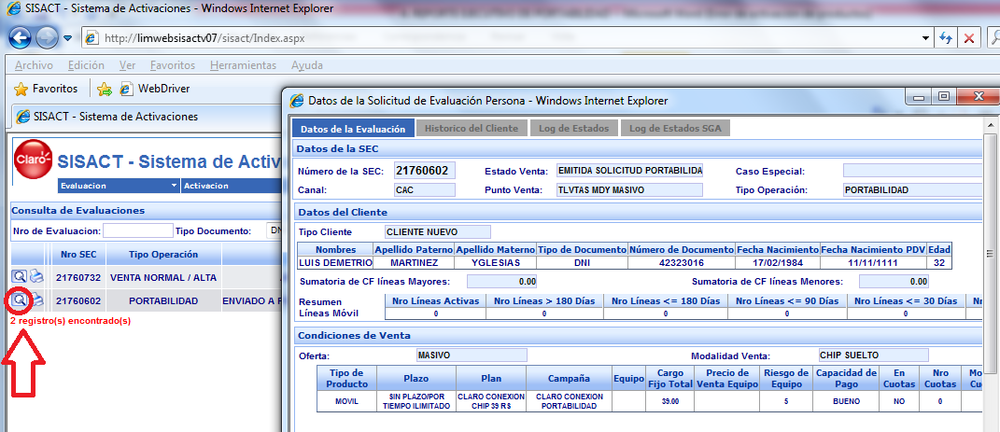 SISACT - Sistema de Activaciones - Windows Internet Explorer
http://limwebsisactv07/sisact/Index.aspx
Archivo Edición Ver Favoritos Herramientas Ayuda
Favoritos WebDriver
SISACT - Sistema de Activaciones
Claro SISACT - Sistema de Activ
Evaluacion Activacion
Consulta de Evaluaciones
Nro de Evaluacion: Tipo Documento: DN
Nro SEC Tipo Operación
21760732 VENTA NORMAL / ALTA
21760602 PORTABILIDAD ENVIADO A R
2 registro(s) encontrado(s)
Datos de la Solicitud de Evaluación Persona - Windows Internet Explorer
Datos de la Evaluación Historico del Cliente Log de Estados Log de Estados SGA
Datos de la SEC
Número de la SEC: 21760602 Estado Venta: EMITIDA SOLICITUD PORTABILIDA Caso Especial:
Canal: CAC Punto Venta: TLVTAS MDY MASIVO Tipo Operación: PORTABILIDAD
Datos del Cliente
Tipo Cliente CLIENTE NUEVO
Nombres Apellido Paterno Apellido Materno Tipo de Documento Número de Documento Fecha Nacimiento Fecha Nacimiento PDV Edad
LUIS DEMETRIO MARTINEZ YGLESIAS DNI 42323016 17/02/1984 11/11/1111 32
Sumatoria de CF líneas Mayores: 0.00 Sumatoria de CF líneas Menores: 0.00
Resumen Líneas Móvil Nro Líneas Activas Nro Líneas > 180 Días Nro Líneas <= 180 Días Nro Líneas <= 90 Días Nro Líneas <= 30 Días
0 0 0 0 0
Condiciones de Venta
Oferta: MASIVO Modalidad Venta: CHIP SUELTO
Tipo de Producto Plazo Plan Campaña Equipo Cargo Fijo Total Precio de Venta Equipo Riesgo de Equipo Capacidad de Pago En Cuotas Nro Cuotas
MOVIL SIN PLAZO/POR TIEMPO ILIMITADO CLARO CONEXION CHIP 39 RS CLARO CONEXION PORTABILIDAD 39.00 5 BUENO NO 0